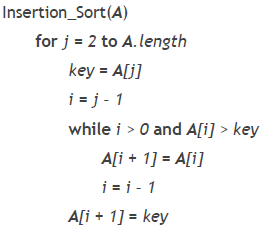 Insertion_Sort(A)
for j = 2 to A.length
key = A[j]
i = j - 1
while i > 0 and A[i] > key
A[i + 1] = A[i]
i = i - 1
A[i + 1] = key